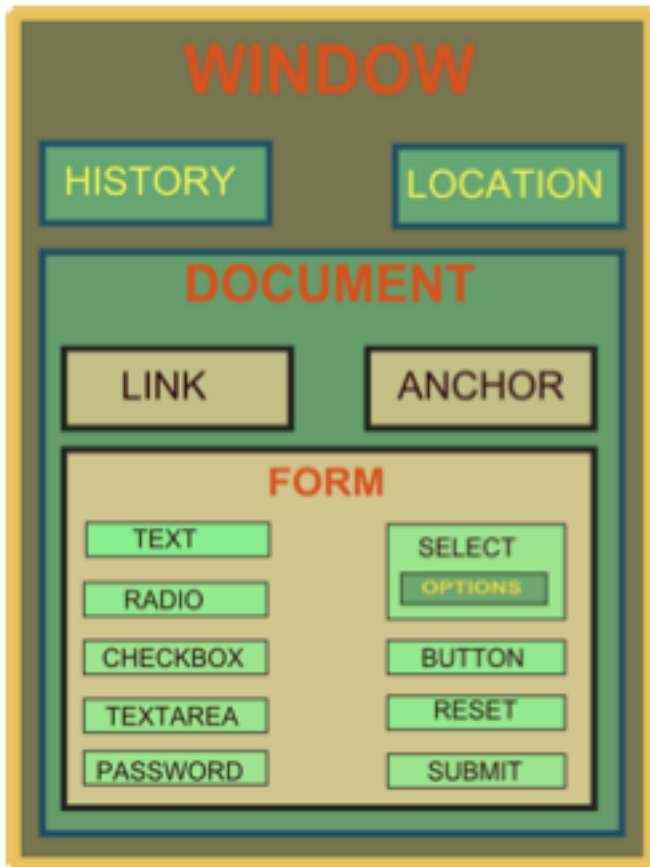 WINDOW
HISTORY
LOCATION
DOCUMENT
LINK
ANCHOR
FORM
TEXT
RADIO
CHECKBOX
TEXTAREA
PASSWORD
SELECT
OPTIONS
BUTTON
RESET
SUBMIT